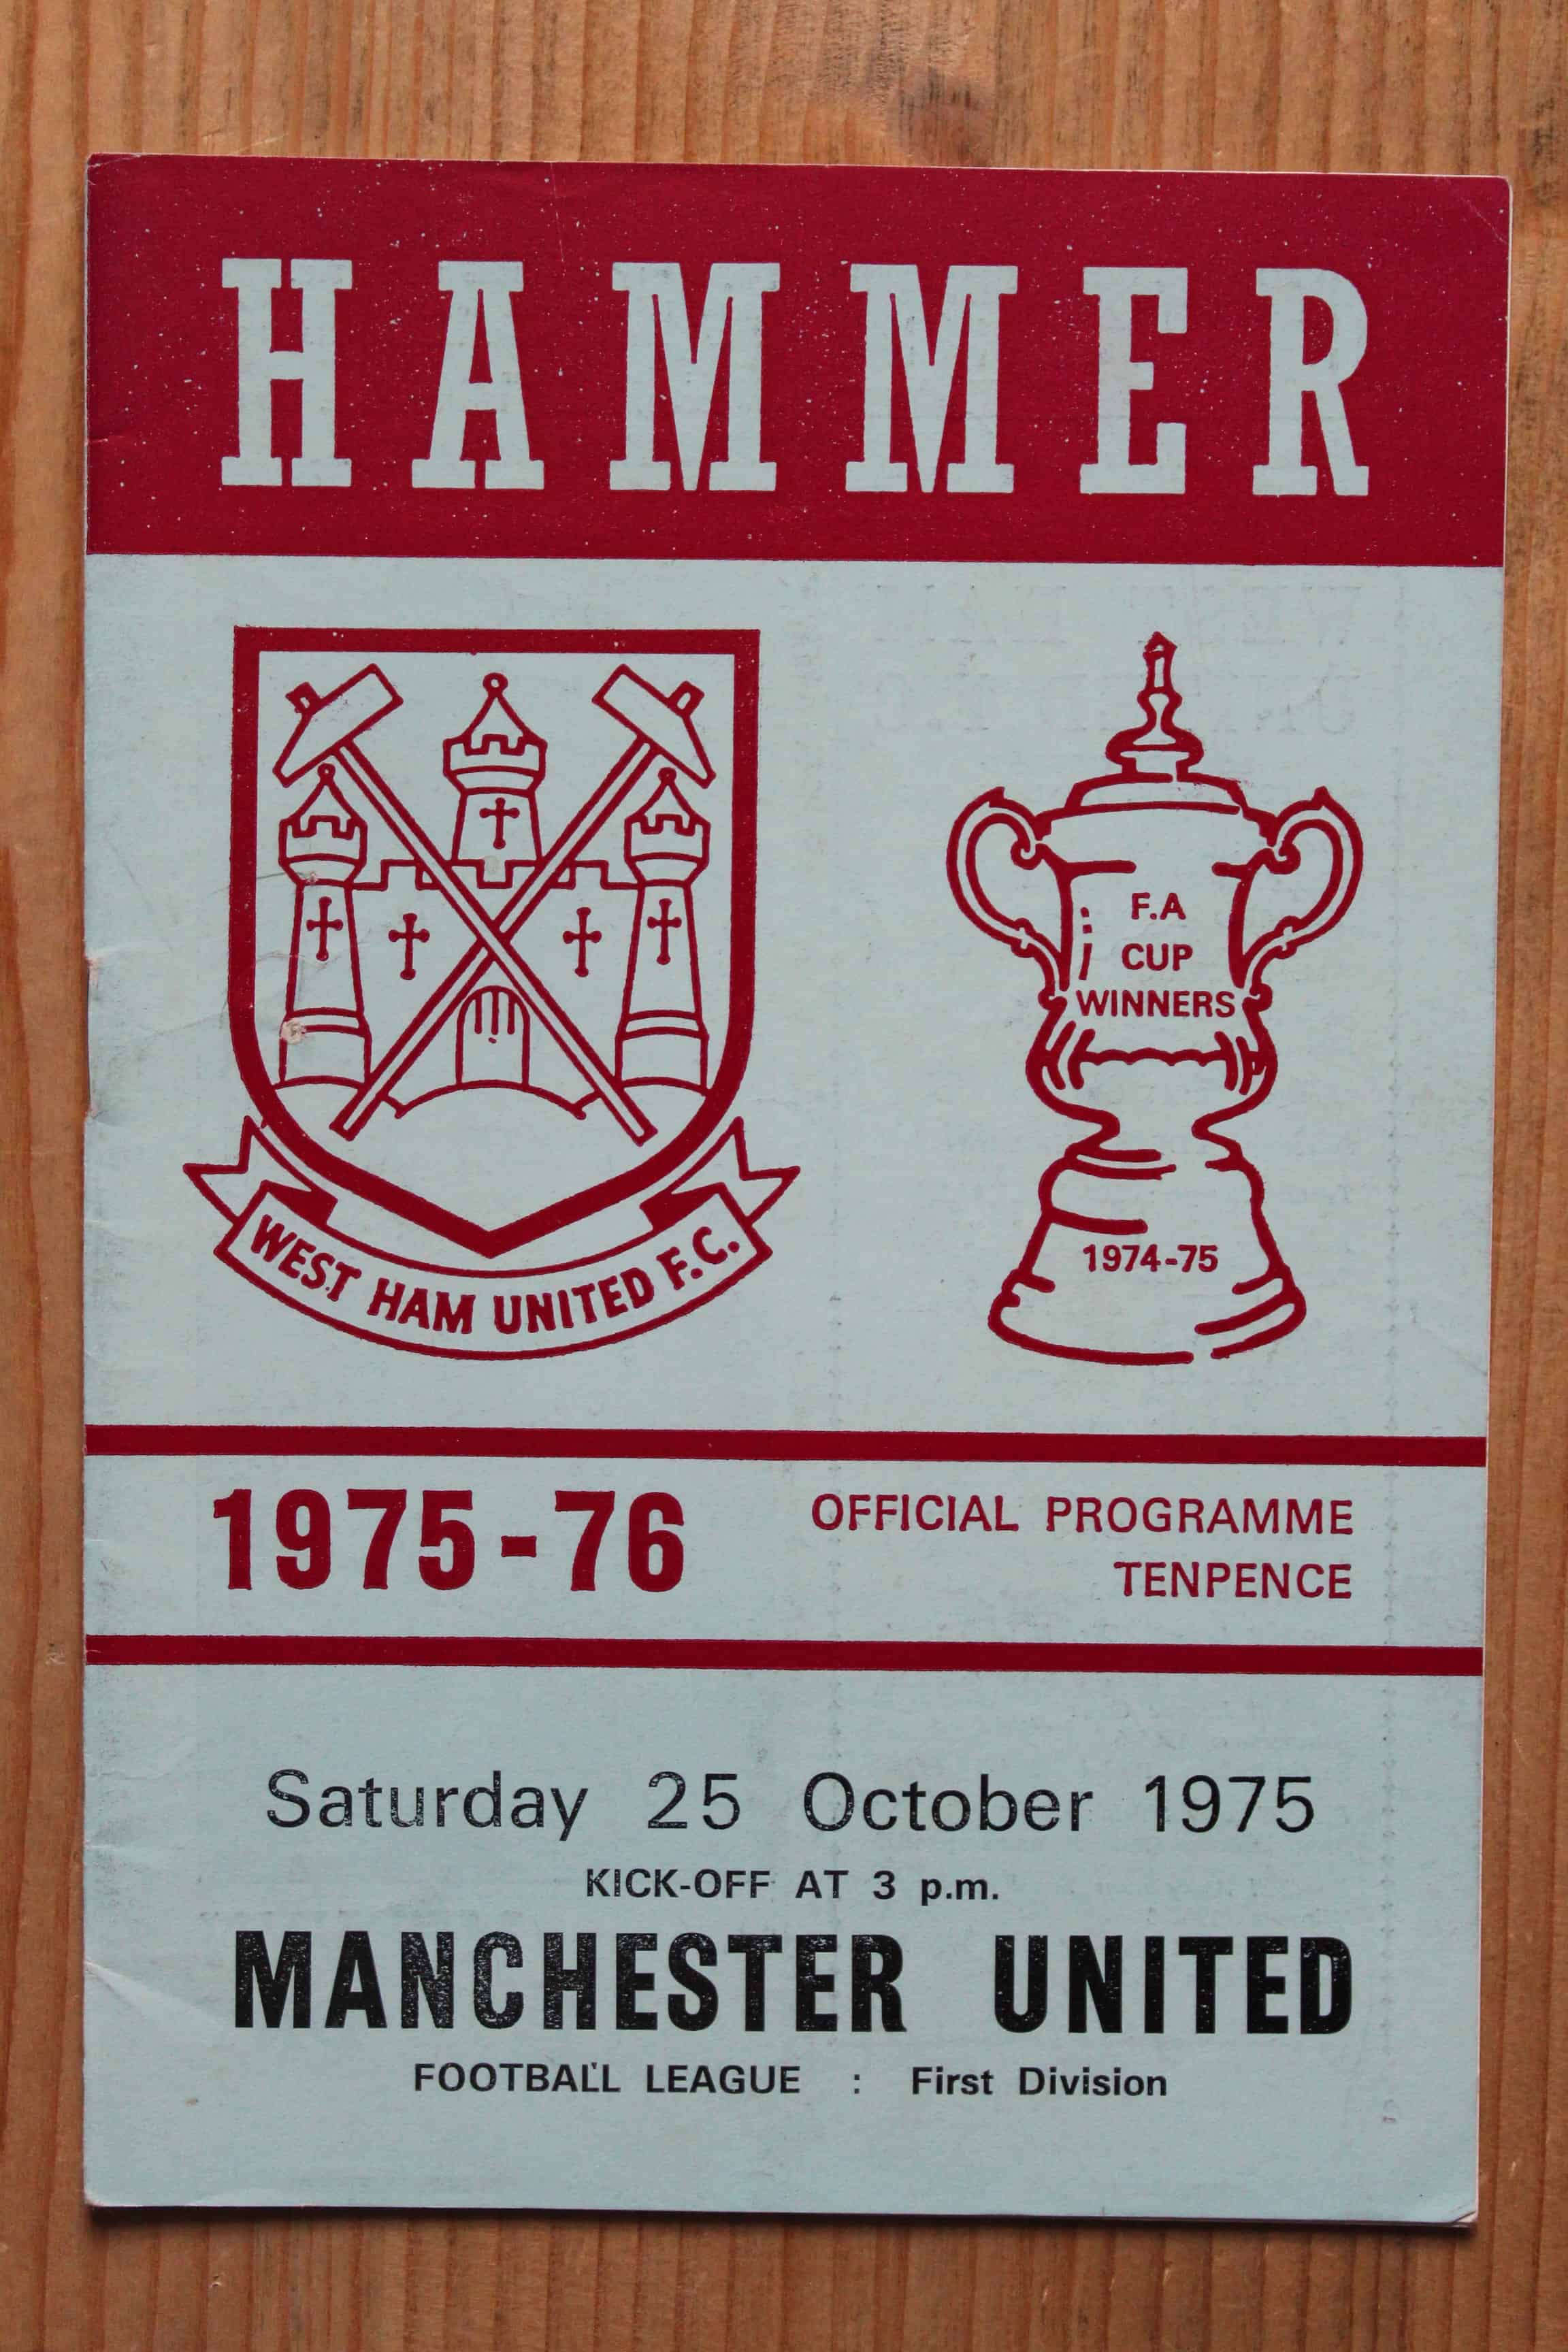 HAMMER
F.A
CUP
WINNERS
1974-75
WEST HAM UNITED F.C.
1975-76
OFFICIAL PROGRAMME
TENPENCE
Saturday 25 October 1975
KICK-OFF AT 3 p.m.
MANCHESTER UNITED
FOOTBALL LEAGUE : First Division